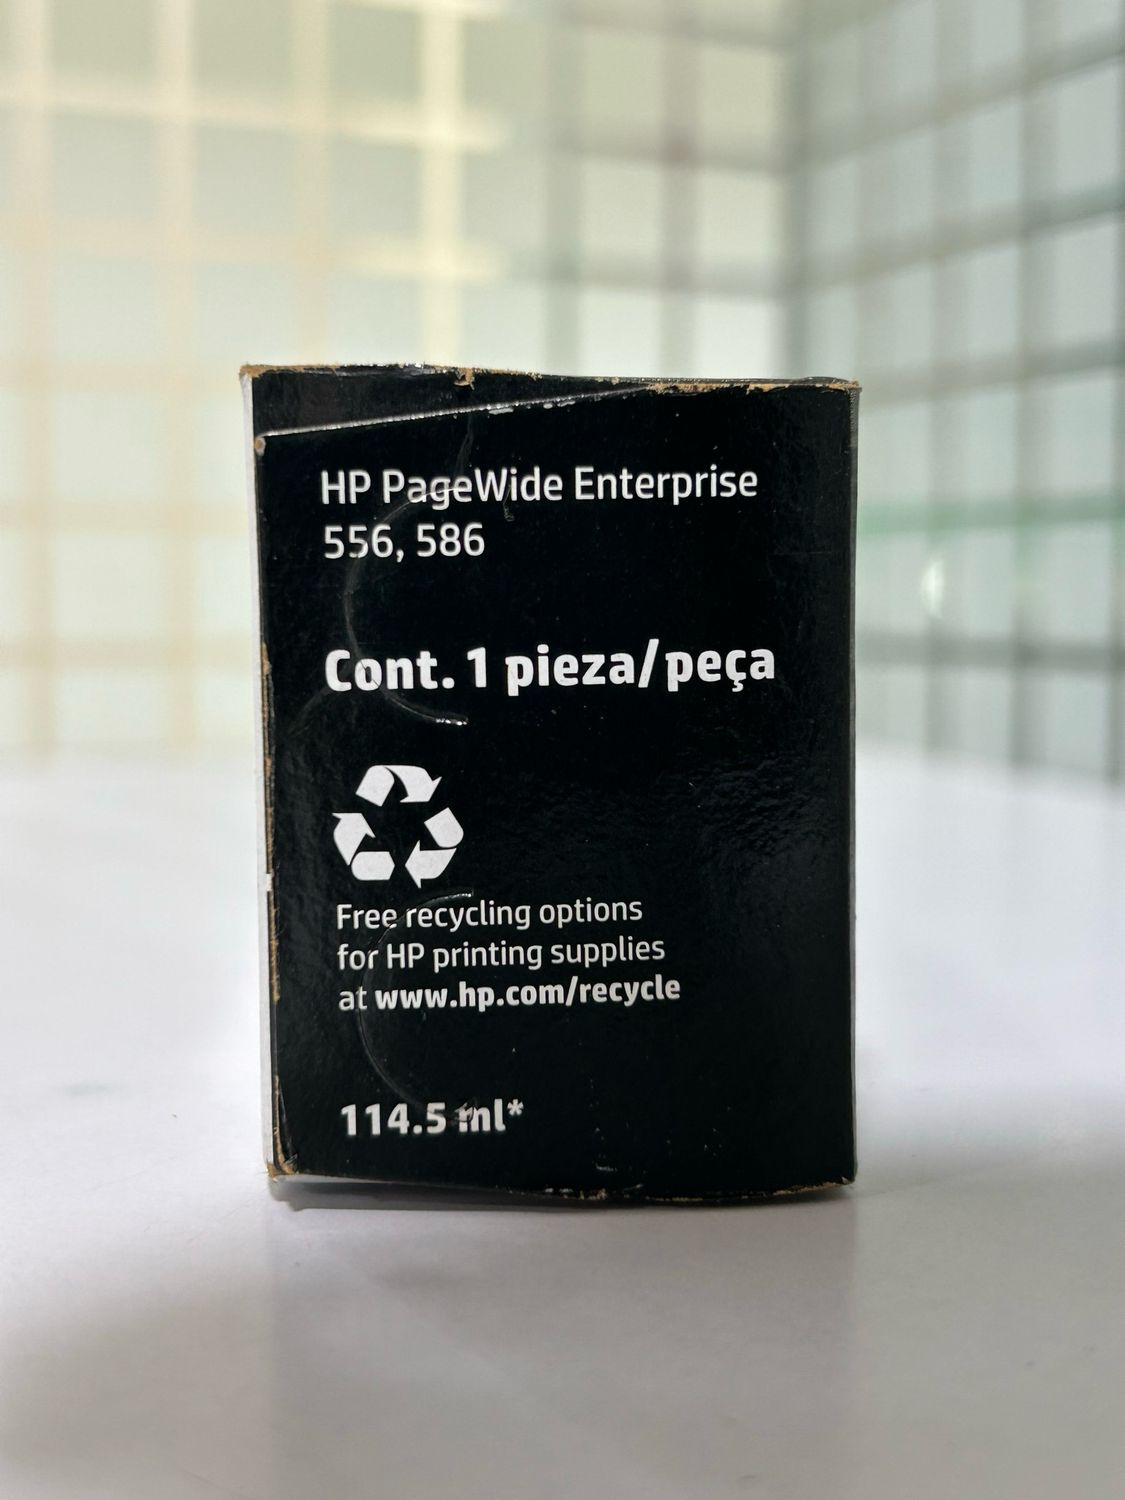 HP PageWide Enterprise
556, 586
Cont. 1 pieza/peça
Free recycling options
for HP printing supplies
at www.hp.com/recycle
114.5 ml*